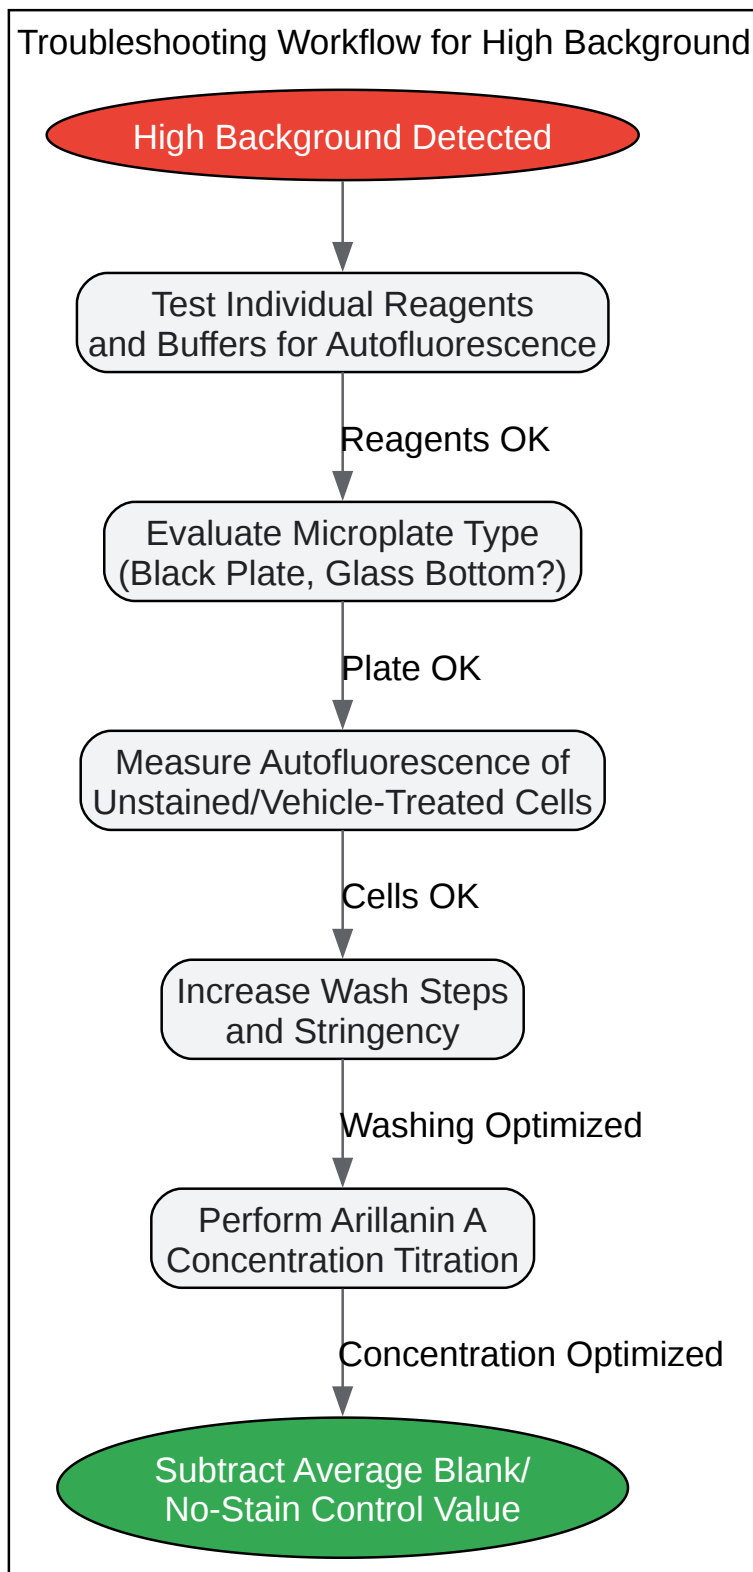 Troubleshooting Workflow for High Background
High Background Detected
Test Individual Reagents
and Buffers for Autofluorescence
Reagents OK
Evaluate Microplate Type
(Black Plate, Glass Bottom?)
Plate OK
Measure Autofluorescence of
Unstained/Vehicle-Treated Cells
Cells OK
Increase Wash Steps
and Stringency
Washing Optimized
Perform Arillanin A
Concentration Titration
Concentration Optimized
Subtract Average Blank/
No-Stain Control Value